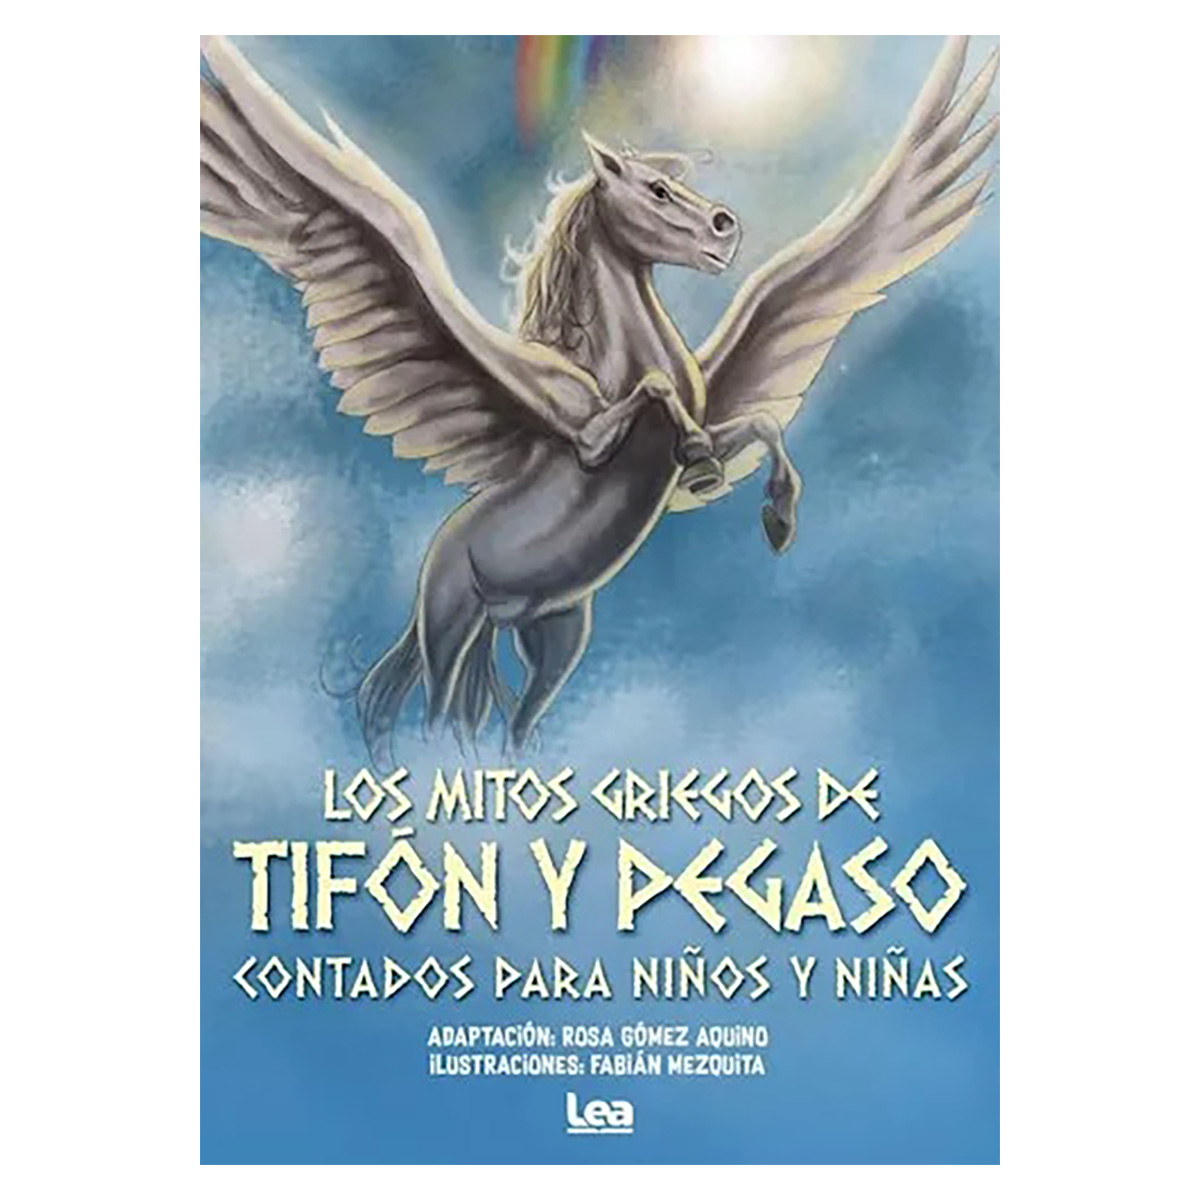 LOS MITOS GRIEGOS DE
TIFÓN Y PEGASO
CONTADOS PARA NIÑOS Y NIÑAS
ADAPTACIÓN: ROSA GÓMEZ AQUINO
ILUSTRACIONES: FABIÁN MEZQUITA
Lea